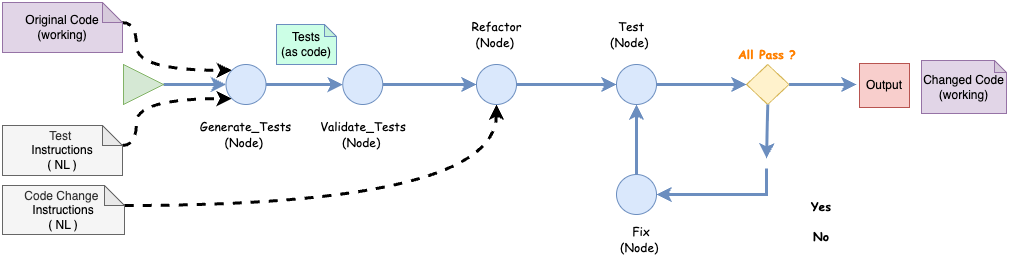 Original Code
(working)
Tests
(as code)
Refactor
(Node)
Test
(Node)
All Pass ?
Output
Changed Code
(working)
Generate_Tests
(Node)
Validate_Tests
(Node)
Test
Instructions
( NL )
Code Change
Instructions
( NL )
Fix
(Node)
Yes
No